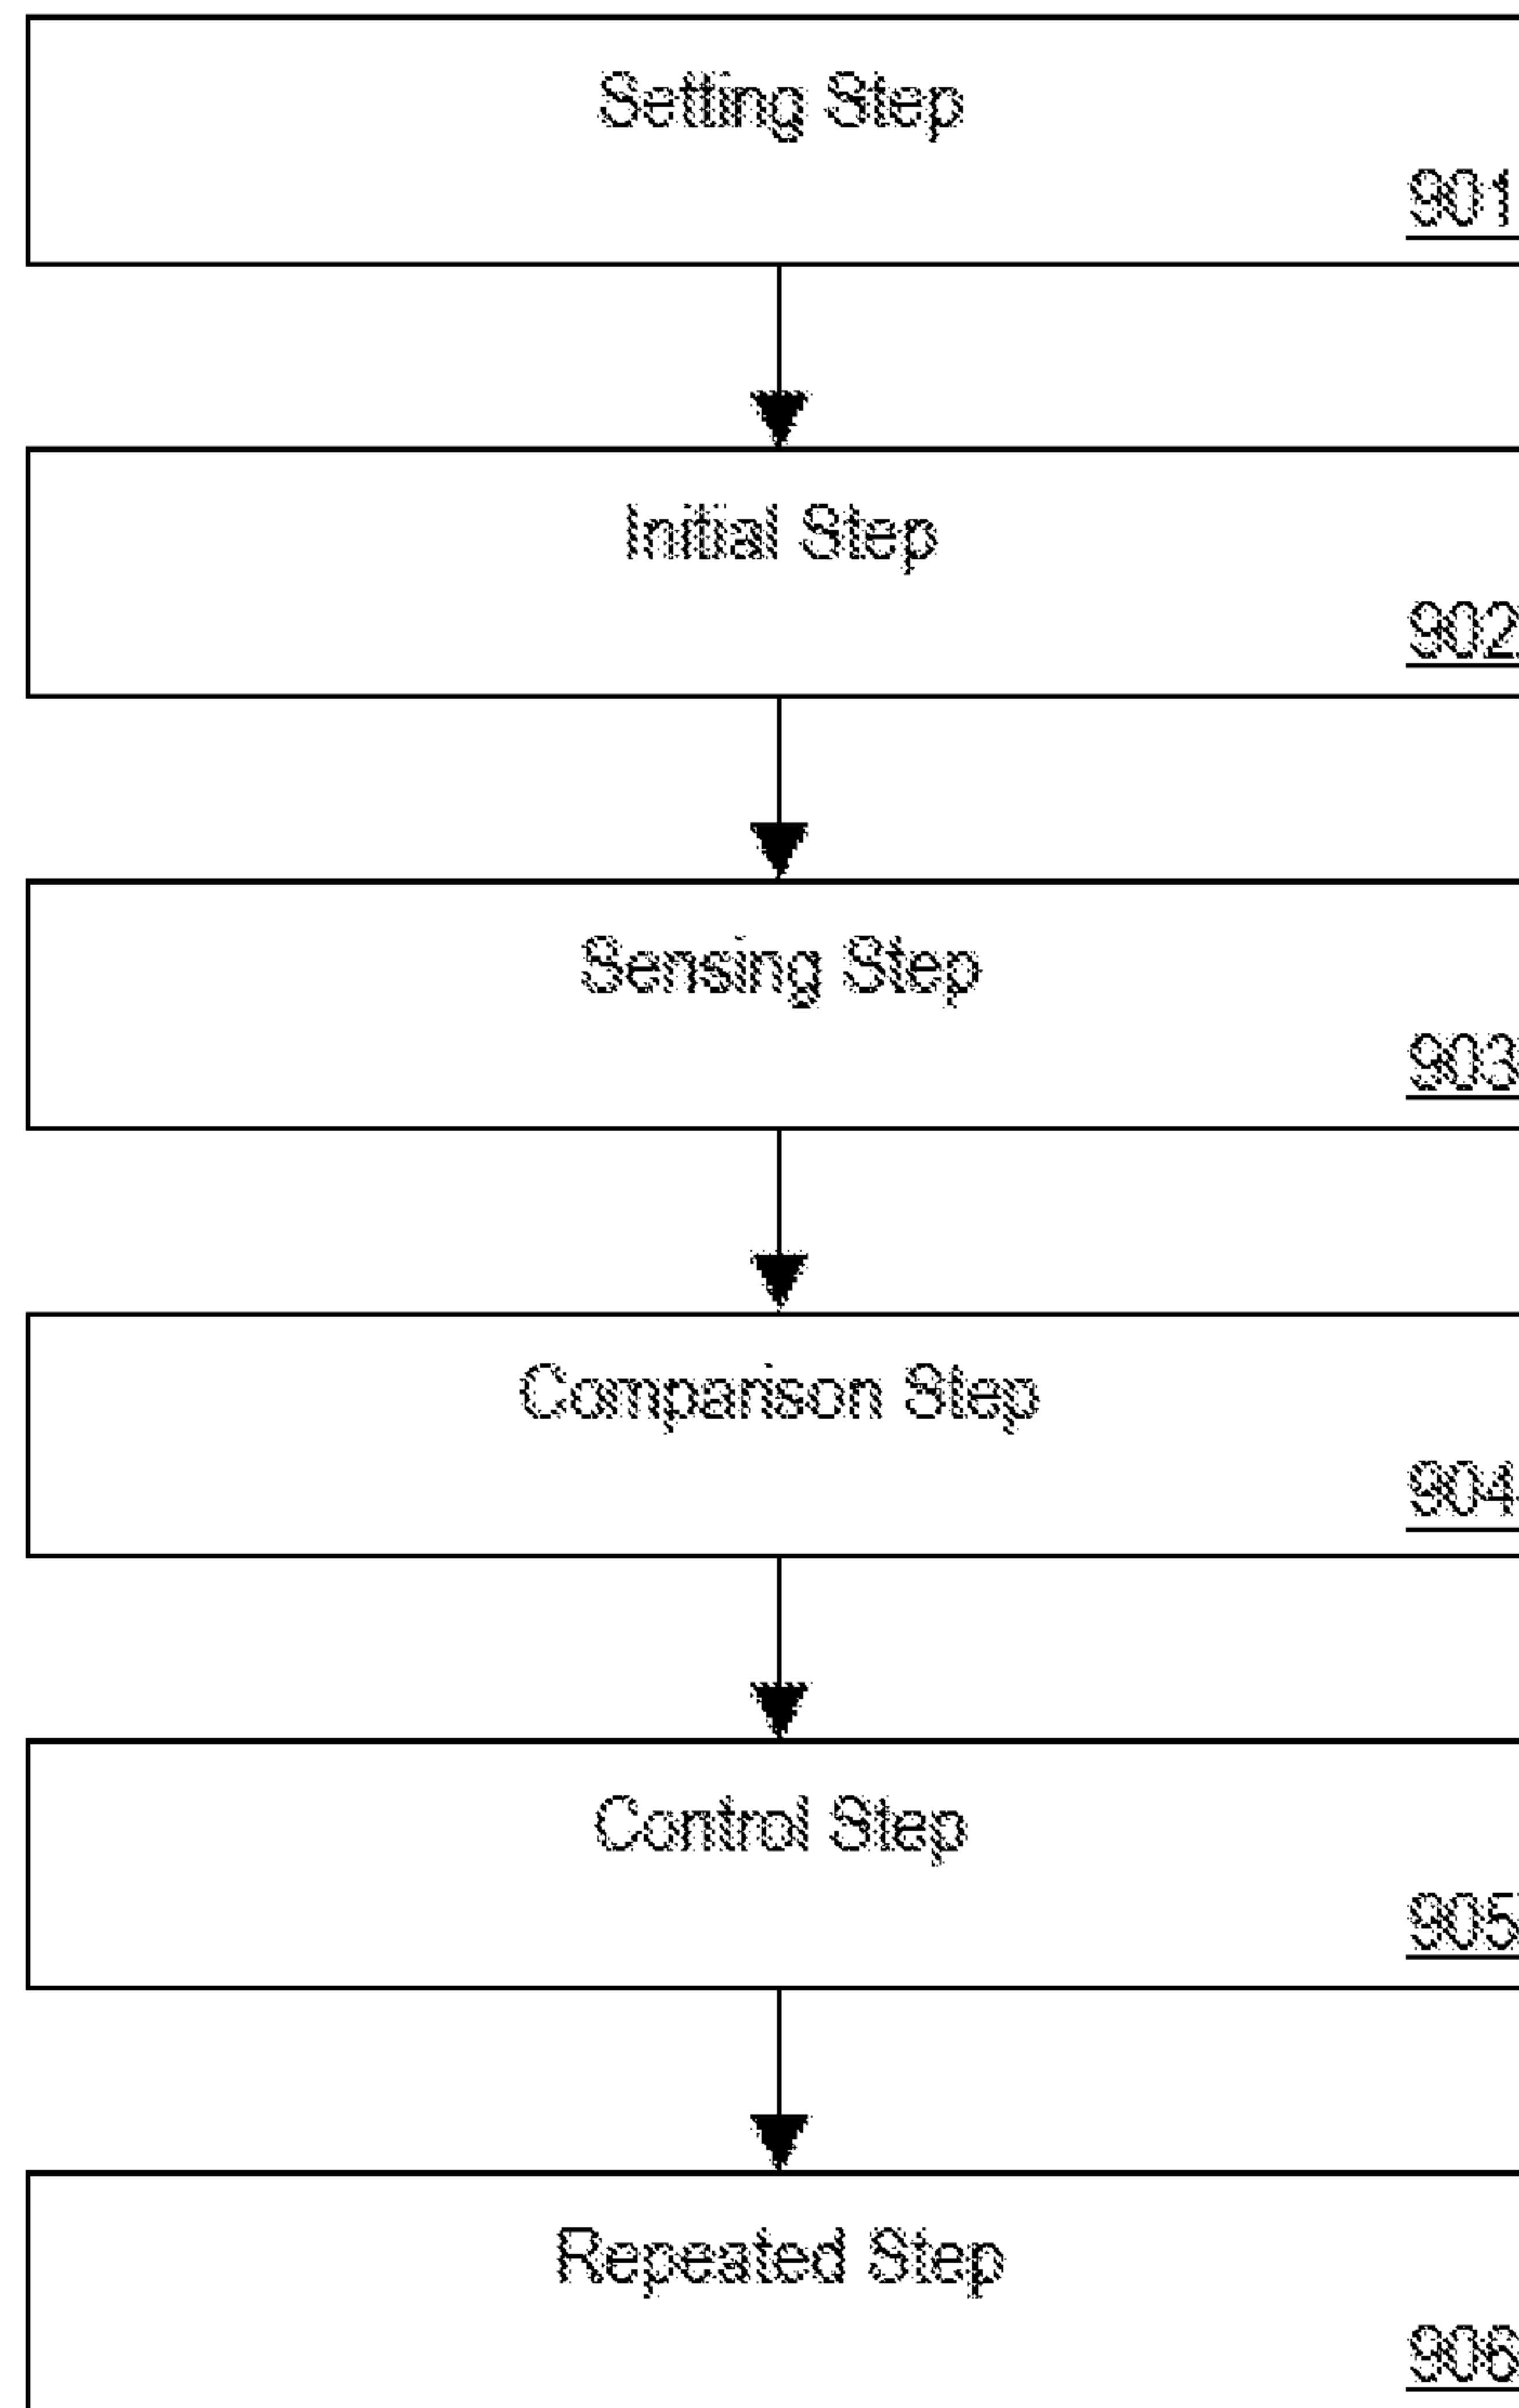 Setting Step
901
Initial Step
902
Sensing Step
903
Comparison Step
904
Control Step
905
Repeated Step
906